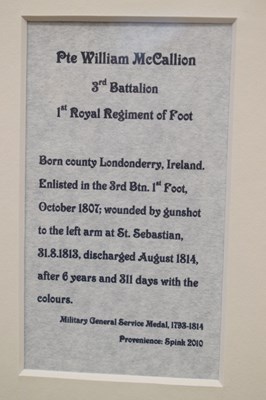 Pte William McCallion
3rd Battalion
1st Royal Regiment of Foot
Born county Londonderry, Ireland.
Enlisted in the 3rd Btn. 1st Foot,
October 1807; wounded by gunshot
to the left arm at St. Sebastian,
31.8.1813, discharged August 1814,
after 6 years and 311 days with the
colours.
Military General Service Medal, 1793-1814
Provenience: Spink 2010